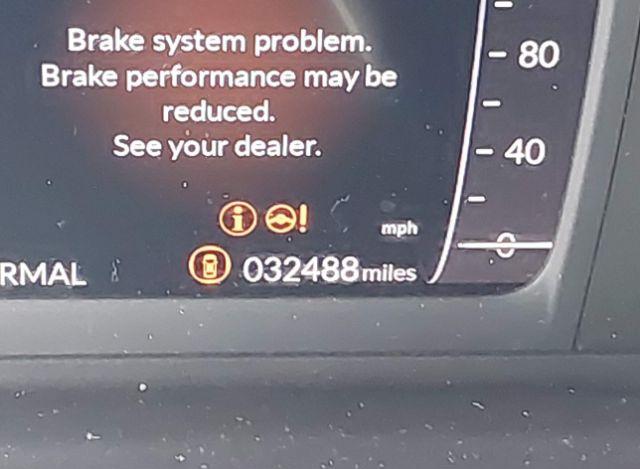 Brake system problem.
Brake performance may be
reduced.
See your dealer.
80
40
mph
0
RMAL
032488 miles